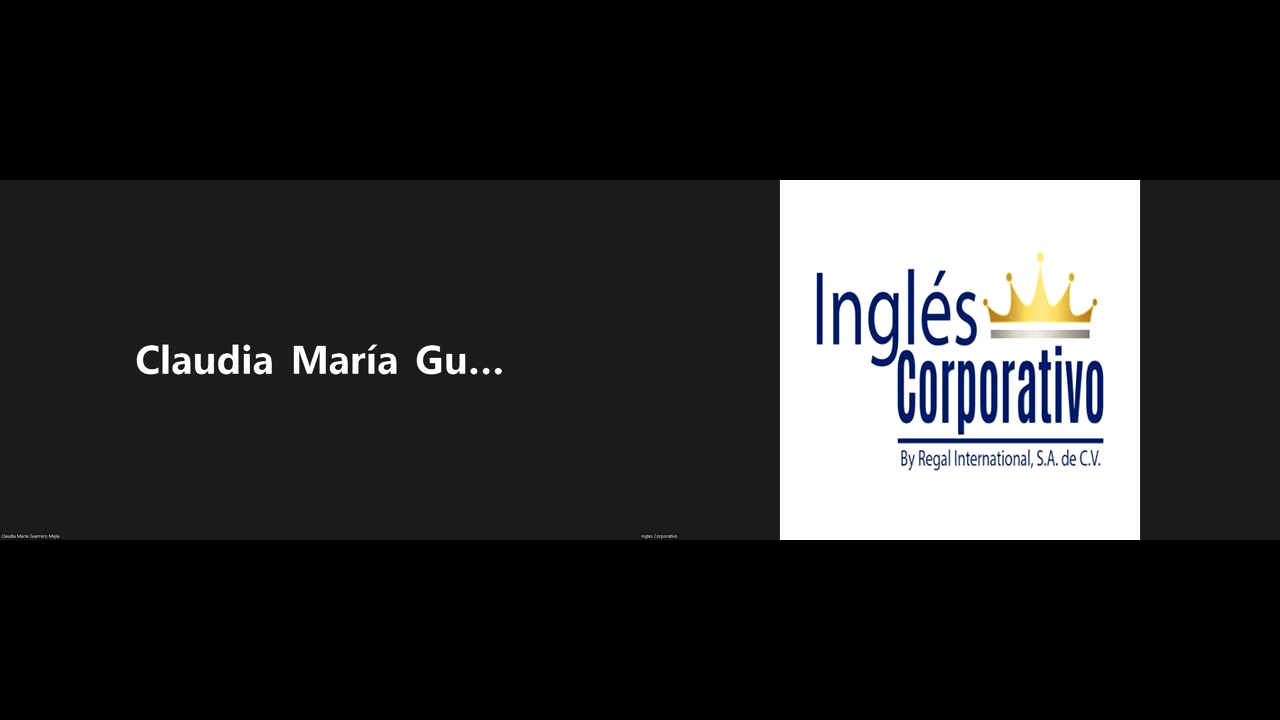 Claudia María Gu...
Inglés
Corporativo
By Regal International, S.A. de C.V.
Claudia María Guerrero Mejía
Inglés Corporativo